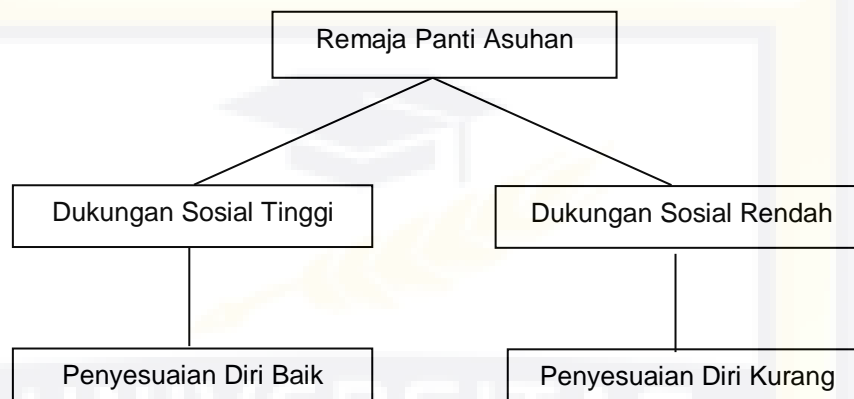 Remaja Panti Asuhan
Dukungan Sosial Tinggi
Dukungan Sosial Rendah
Penyesuaian Diri Baik
Penyesuaian Diri Kurang